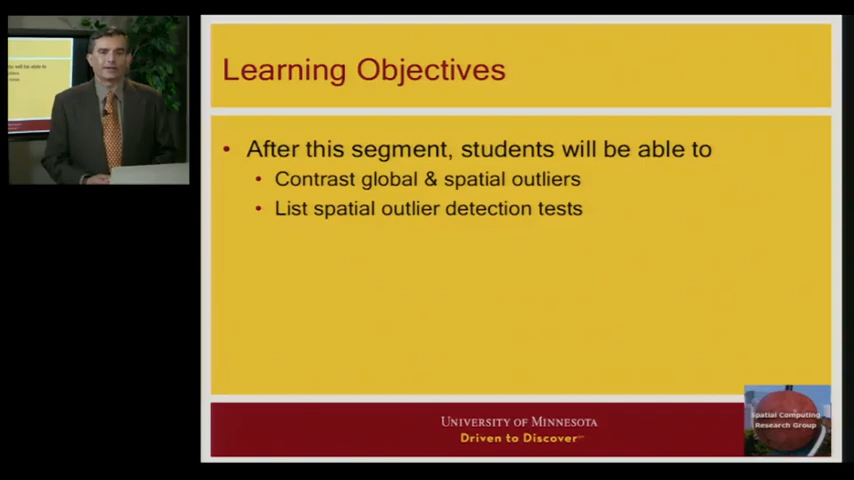 Learning Objectives
• After this segment, students will be able to
• Contrast global & spatial outliers
• List spatial outlier detection tests
UNIVERSITY OF MINNESOTA
Driven to Discover
Spatial Computing
Research Group